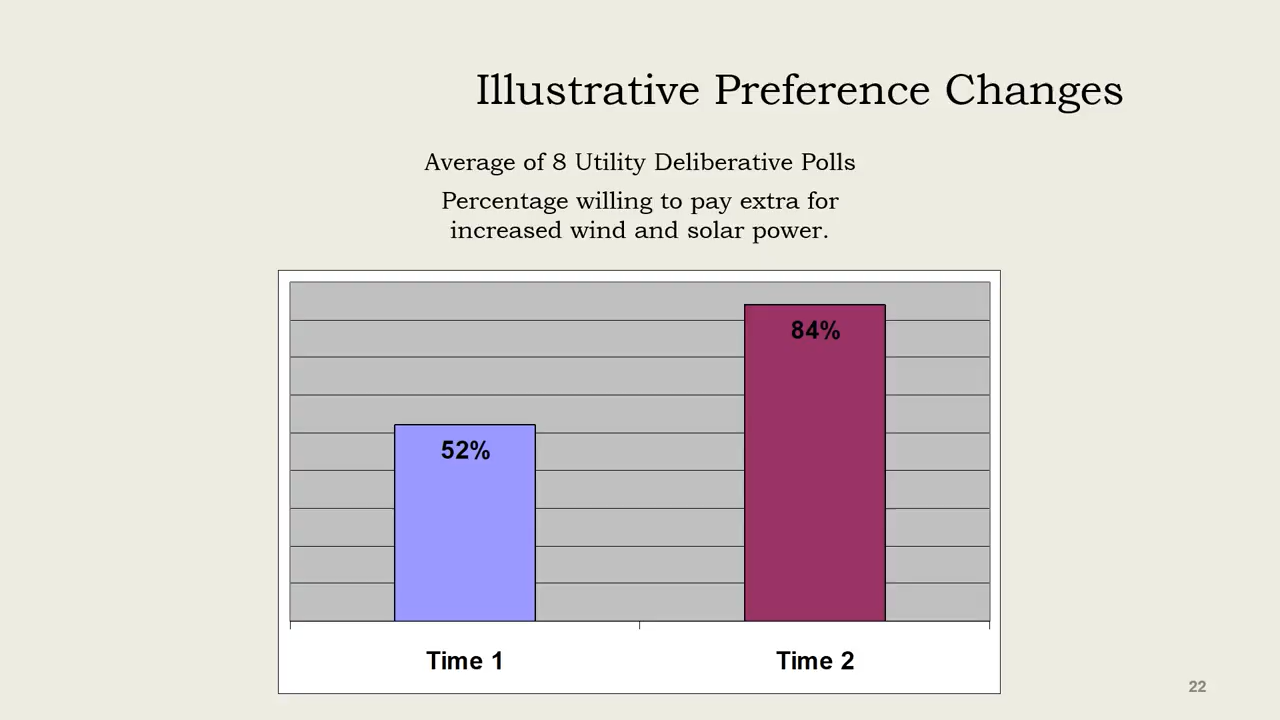 Illustrative Preference Changes
Average of 8 Utility Deliberative Polls
Percentage willing to pay extra for
increased wind and solar power.
84%
52%
Time 1
Time 2
22